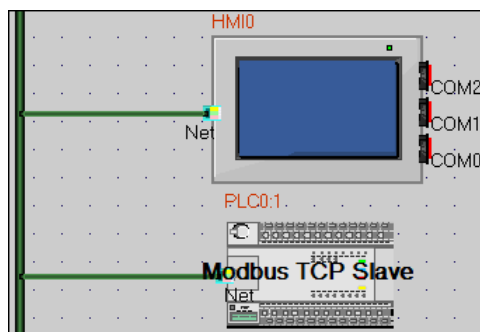 HMI0
COM2
COM1
Net
COM0
PLC0:1
Modbus TCP Slave
Net